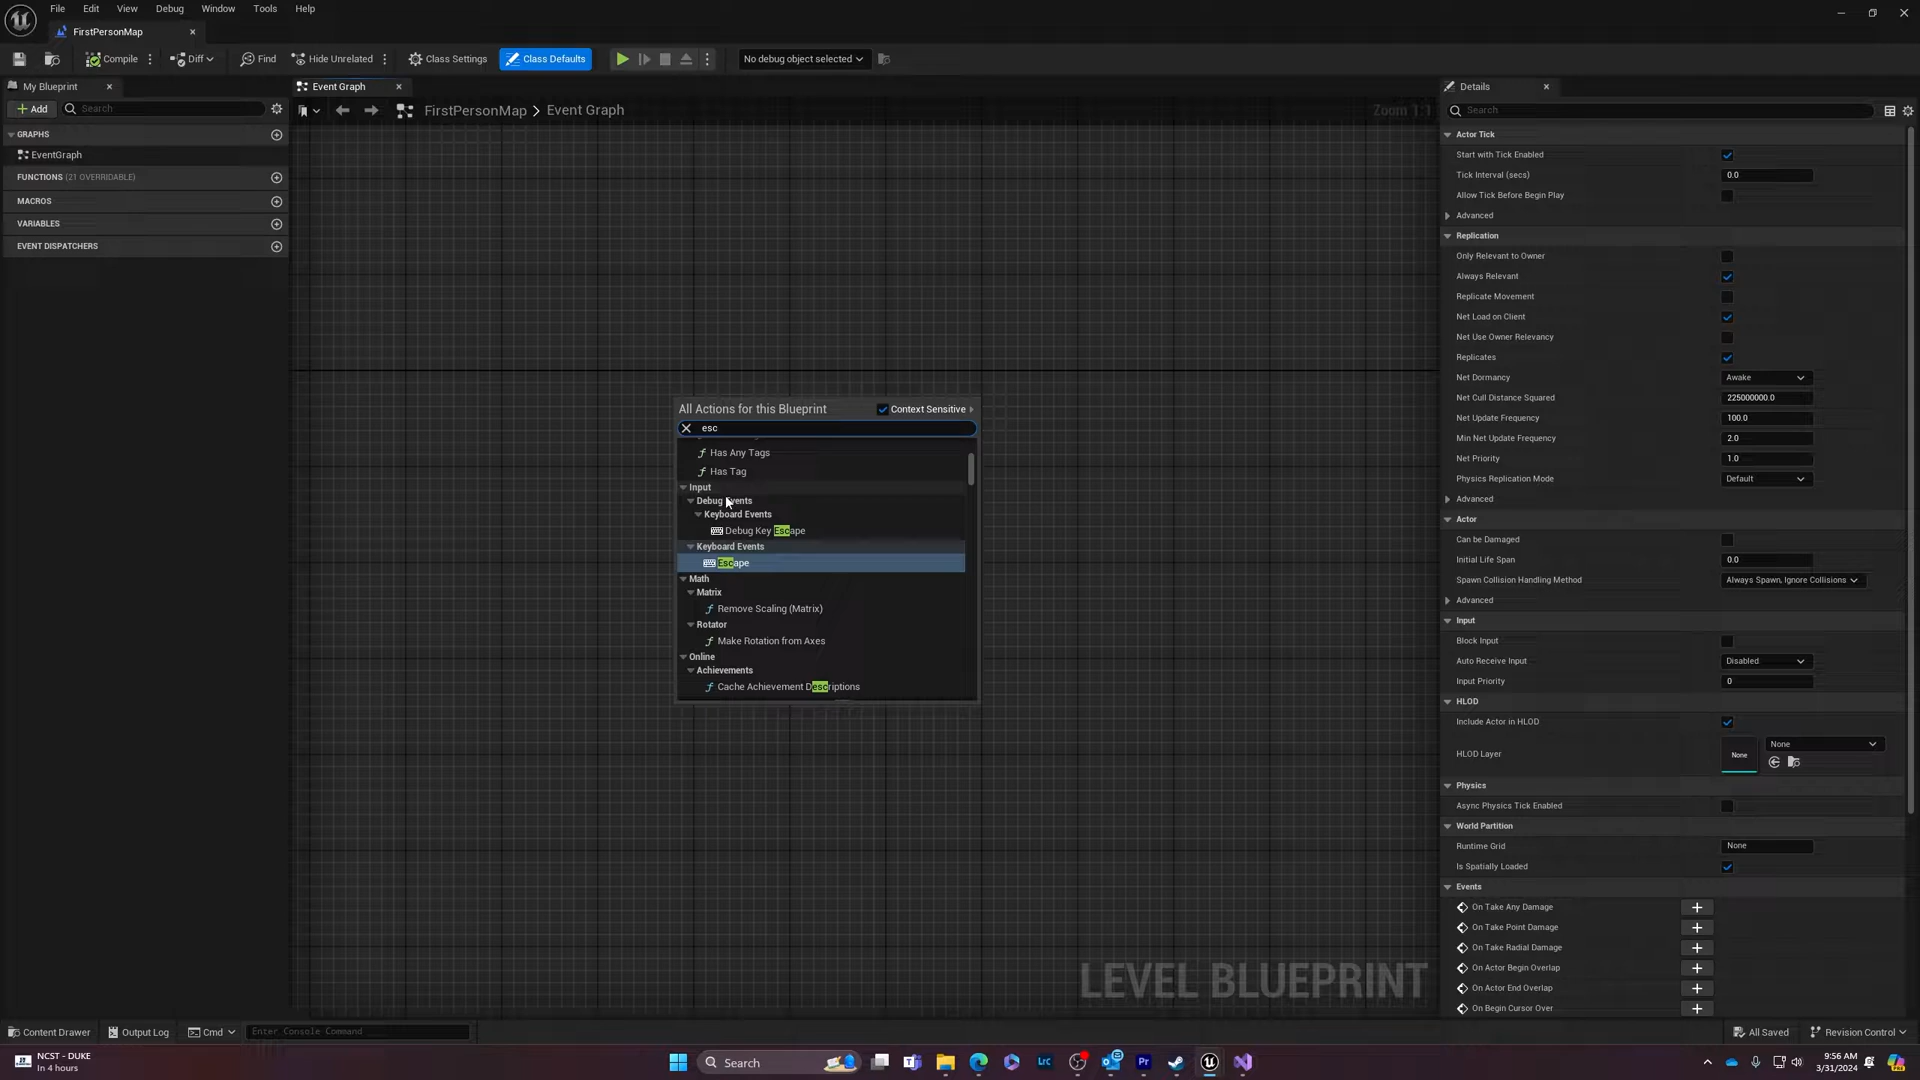 File Edit View Debug Window Tools Help
FirstPersonMap
Compile Diff Find Hide Unrelated Class Settings Class Defaults No debug object selected
My Blueprint
Event Graph
Details
Add Search
FirstPersonMap > Event Graph
Zoom 1:1
Search
GRAPHS
EventGraph
FUNCTIONS (21 OVERRIDABLE)
MACROS
VARIABLES
EVENT DISPATCHERS
All Actions for this Blueprint
Context Sensitive
esc
Has Any Tags
Has Tag
Input
Debug Events
Keyboard Events
Debug Key Escape
Keyboard Events
Escape
Math
Matrix
Remove Scaling (Matrix)
Rotator
Make Rotation from Axes
Online
Achievements
Cache Achievement Descriptions
LEVEL BLUEPRINT
Actor Tick
Start with Tick Enabled
Tick Interval (secs) 0.0
Allow Tick Before Begin Play
Advanced
Replication
Only Relevant to Owner
Always Relevant
Replicate Movement
Net Load on Client
Net Use Owner Relevancy
Replicates
Net Dormancy Awake
Net Cull Distance Squared 225000000.0
Net Update Frequency 100.0
Min Net Update Frequency 2.0
Net Priority 1.0
Physics Replication Mode Default
Advanced
Actor
Can be Damaged
Initial Life Span 0.0
Spawn Collision Handling Method Always Spawn, Ignore Collisions
Advanced
Input
Block Input
Auto Receive Input Disabled
Input Priority 0
HLOD
Include Actor in HLOD
HLOD Layer None None
Physics
Async Physics Tick Enabled
World Partition
Runtime Grid None
Is Spatially Loaded
Events
On Take Any Damage
On Take Point Damage
On Take Radial Damage
On Actor Begin Overlap
On Actor End Overlap
On Begin Cursor Over
Content Drawer Output Log Cmd Enter Console Command All Saved Revision Control
NCST - DUKE
In 4 hours
Search
Lrc
Pr
9:56 AM
3/31/2024